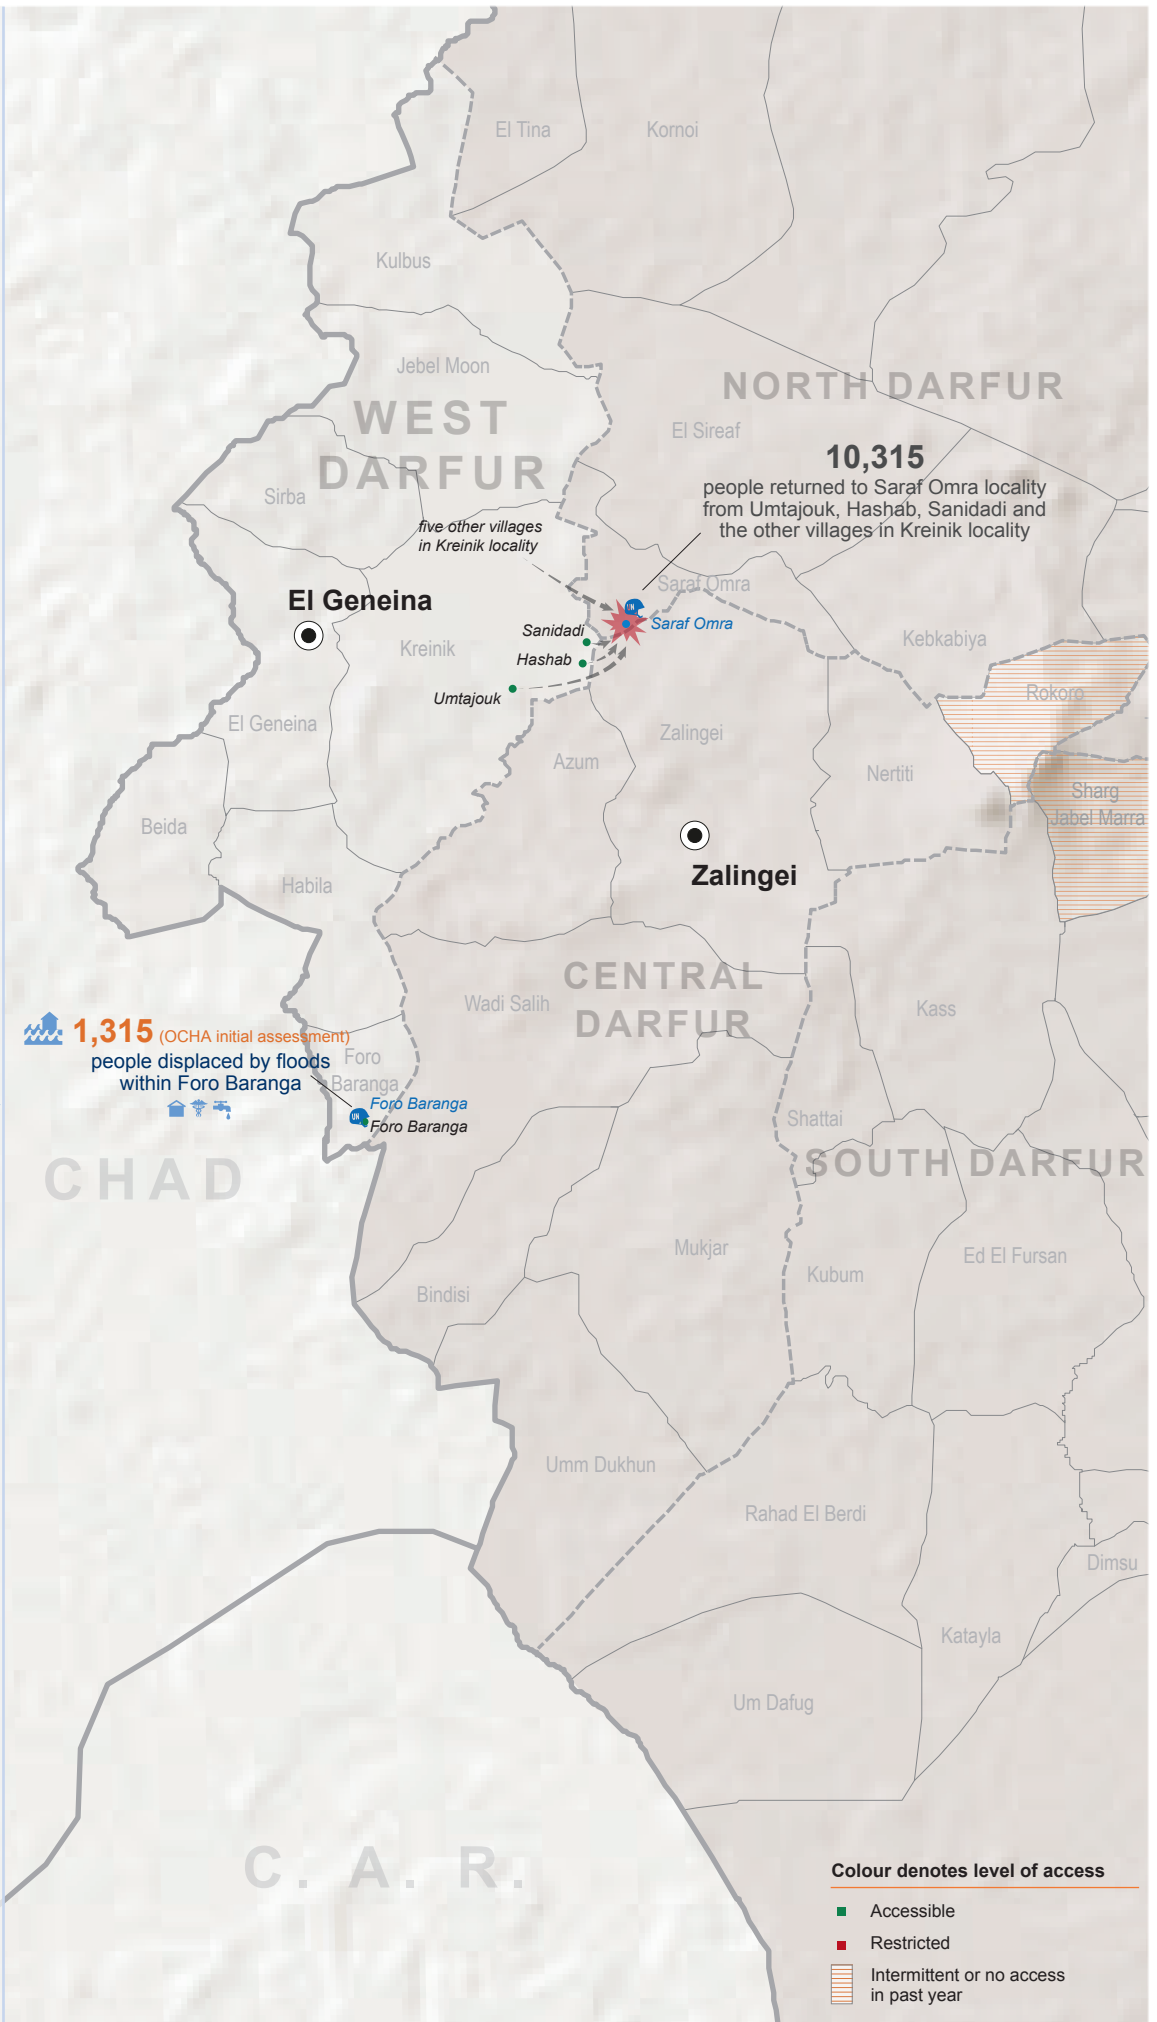 El Tina
Kornoi
Kulbus
Jebel Moon
NORTH DARFUR
WEST
DARFUR
El Sireaf
10,315
people returned to Saraf Omra locality
from Umtajouk, Hashab, Sanidadi and
the other villages in Kreinik locality
Sirba
five other villages
in Kreinik locality
Saraf Omra
El Geneina
UN
Saraf Omra
Sanidadi
Kebkabiya
Kreinik
Hashab
Umtajouk
Rokoro
El Geneina
Zalingei
Azum
Nertiti
Sharg
Jabel Marra
Beida
Zalingei
Habila
CENTRAL
DARFUR
Wadi Salih
Kass
1,315 (OCHA initial assessment)
people displaced by floods
within Foro Baranga
Foro
Baranga
Foro Baranga
UN
Foro Baranga
Shattai
CHAD
SOUTH DARFUR
Mukjar
Ed El Fursan
Kubum
Bindisi
Umm Dukhun
Rahad El Berdi
Dimsu
Katayla
Um Dafug
C. A. R.
Colour denotes level of access
Accessible
Restricted
Intermittent or no access
in past year